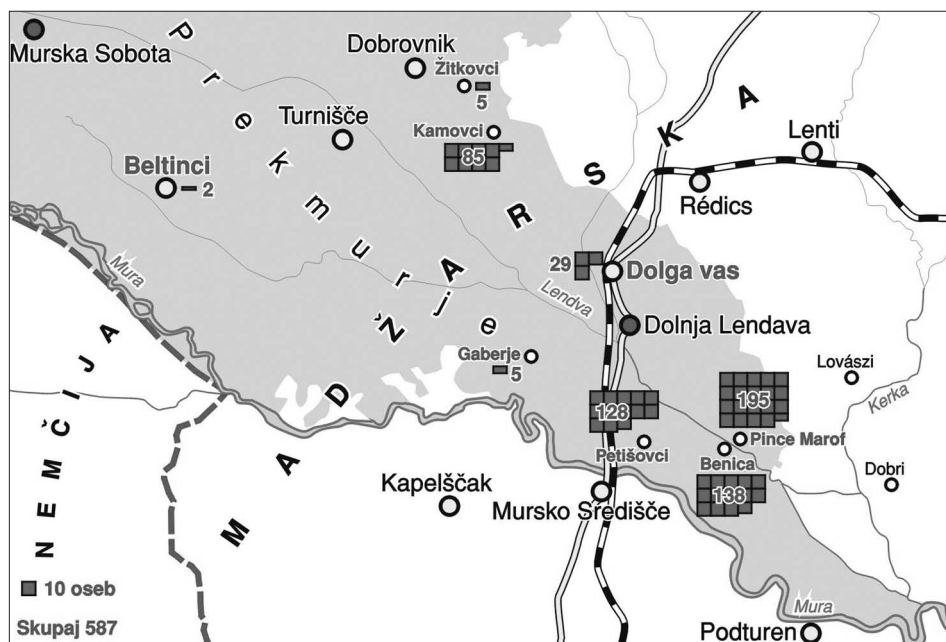 Murska Sobota
Dobrovnik
Žitkovci
5
Prekmurje
Turnišče
Kamovci
85
Lenti
Beltinci
2
Rédics
MADŽARSKA
29
Dolga vas
Mura
Lendva
Dolnja Lendava
Gaberje
5
Lovászi
195
128
Kerka
NEMČIJA
Petišovci
Pince Marof
Benica
Dobri
Kapelščak
Mursko Središče
138
10 oseb
Skupaj 587
Mura
Podturen